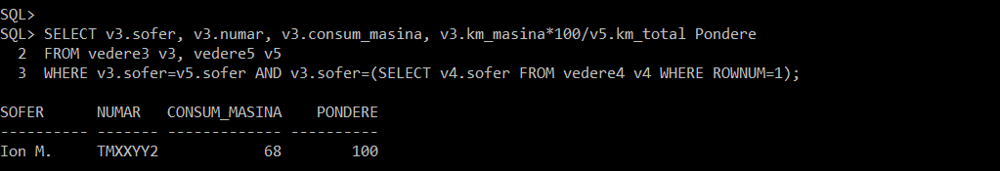 SQL>
SQL> SELECT v3.sofer, v3.numar, v3.consum_masina, v3.km_masina*100/v5.km_total Pondere
  2  FROM vedere3 v3, vedere5 v5
  3  WHERE v3.sofer=v5.sofer AND v3.sofer=(SELECT v4.sofer FROM vedere4 v4 WHERE ROWNUM=1);
SOFER      NUMAR   CONSUM_MASINA    PONDERE
---------- ------- ------------- ----------
Ion M.     TMXXYY2            68        100